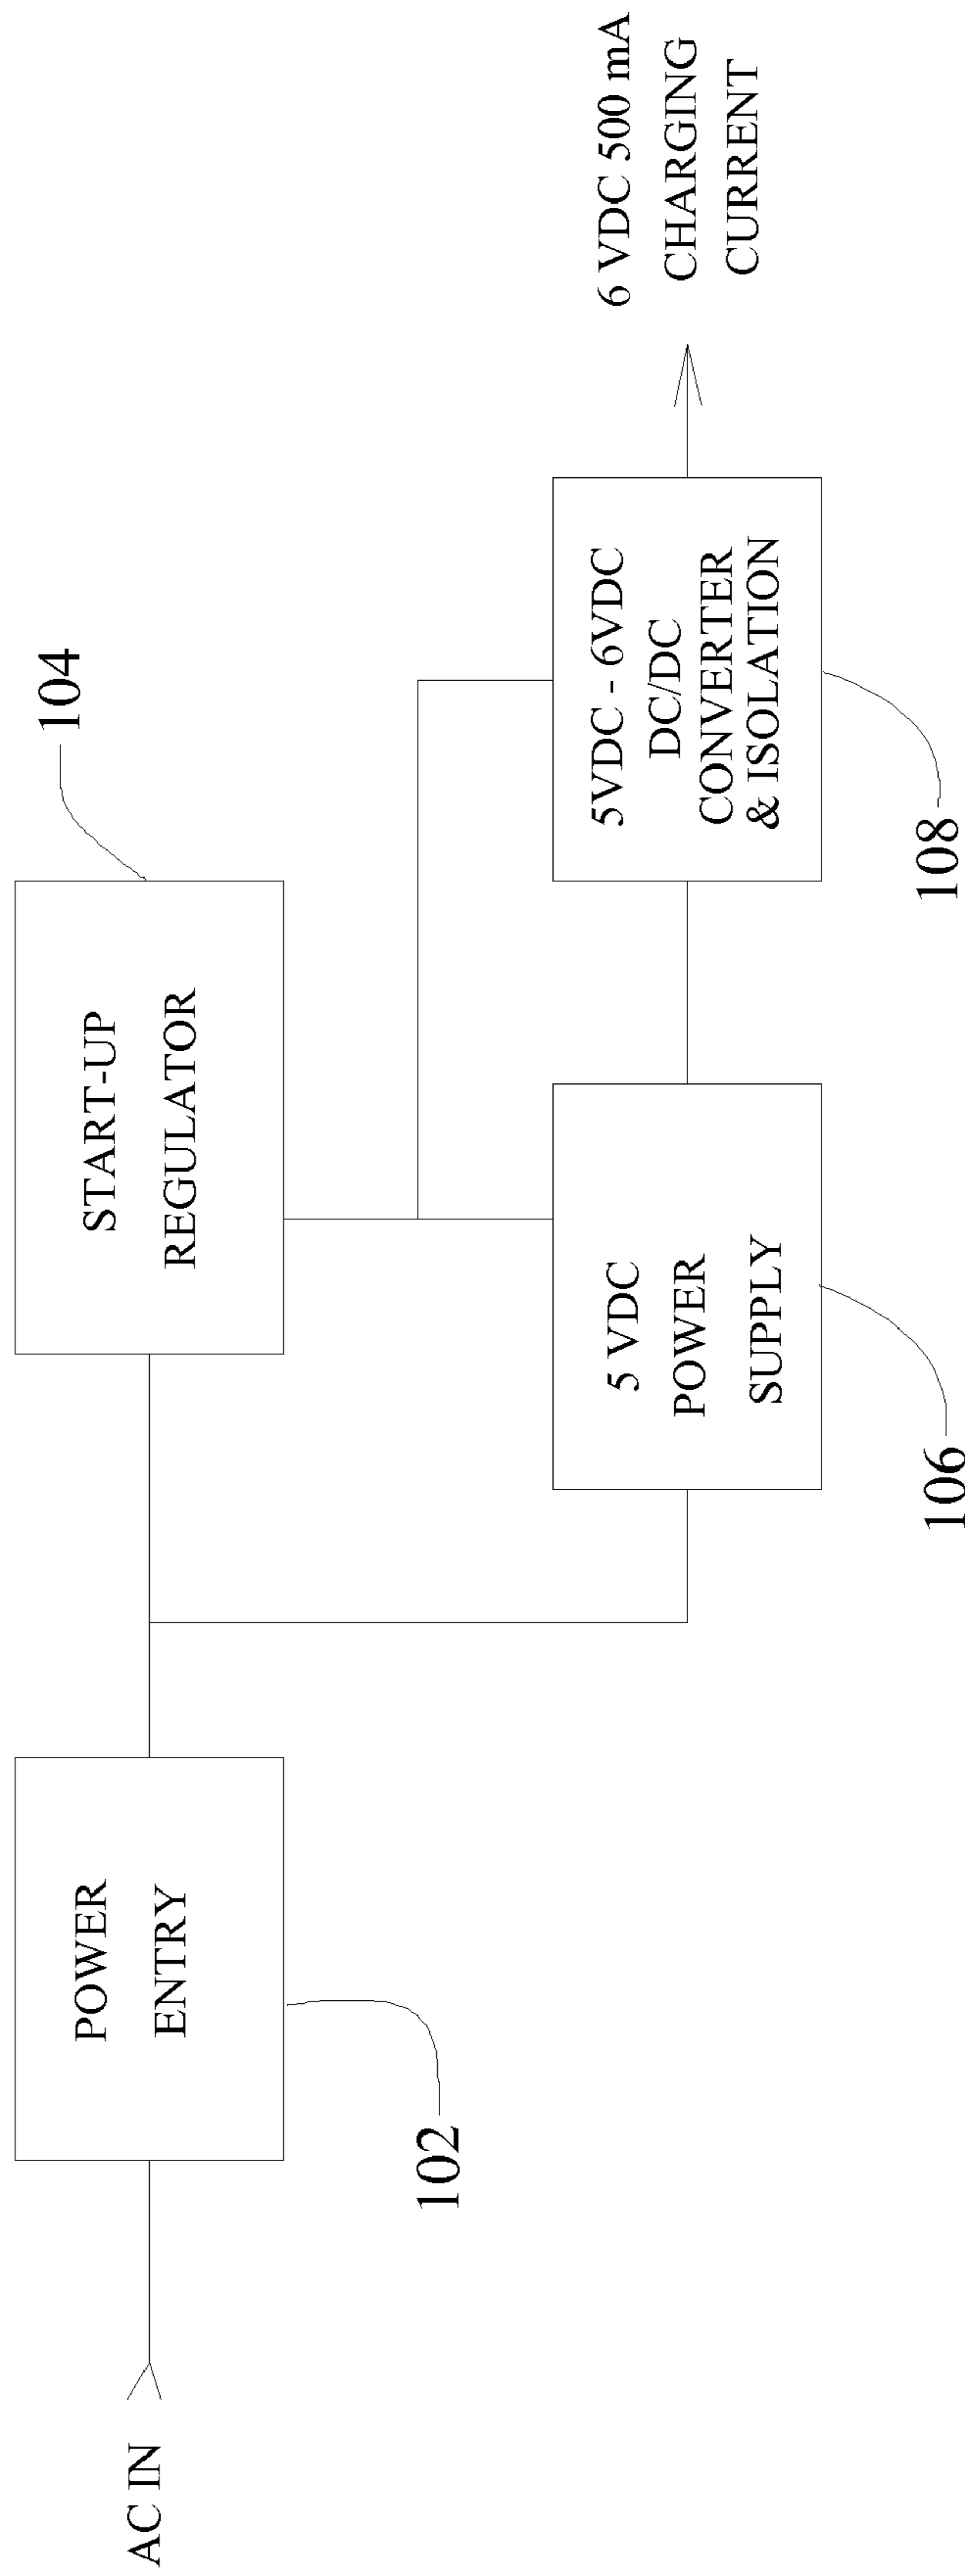 104
START-UP
REGULATOR
POWER
ENTRY
102
AC IN
6 VDC 500 mA
CHARGING
CURRENT
5VDC - 6VDC
DC/DC
CONVERTER
& ISOLATION
108
5 VDC
POWER
SUPPLY
106